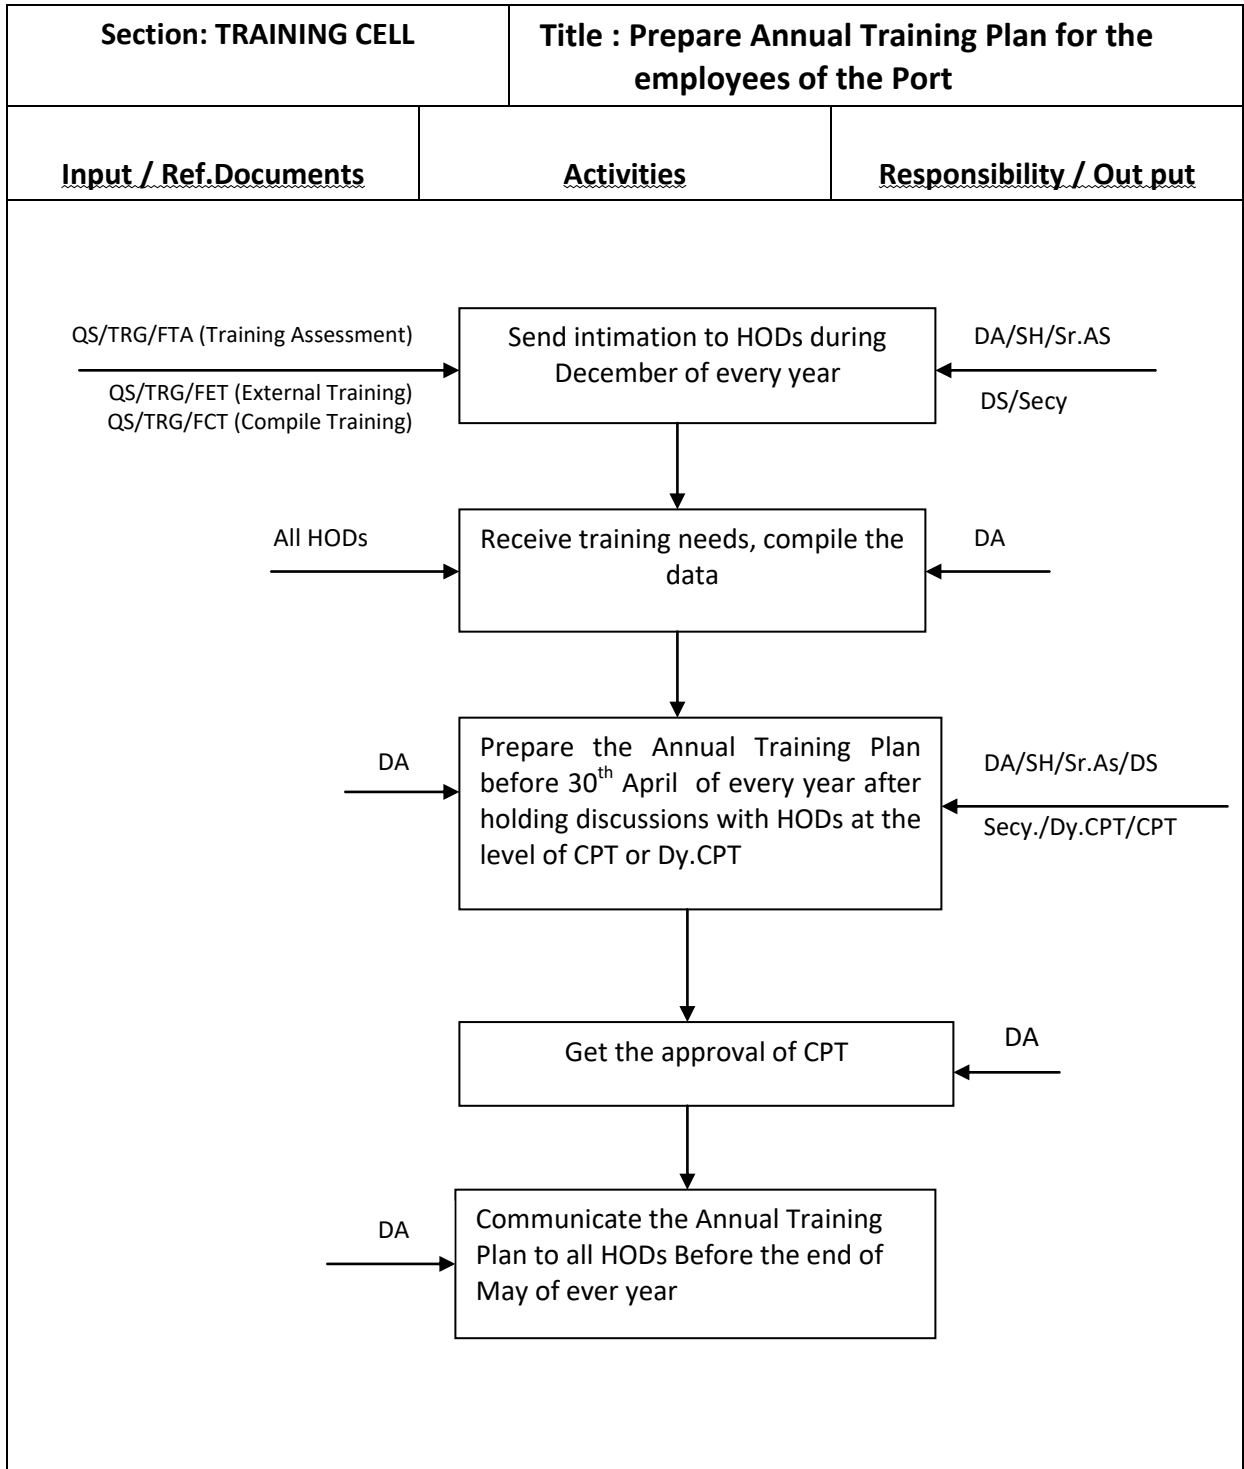 Section: TRAINING CELL
Title : Prepare Annual Training Plan for the
employees of the Port
Input / Ref.Documents
Activities
Responsibility / Out put
QS/TRG/FTA (Training Assessment)
QS/TRG/FET (External Training)
QS/TRG/FCT (Compile Training)
Send intimation to HODs during
December of every year
DA/SH/Sr.AS
DS/Secy
All HODs
Receive training needs, compile the
data
DA
DA
Prepare the Annual Training Plan
before 30th April of every year after
holding discussions with HODs at the
level of CPT or Dy.CPT
DA/SH/Sr.As/DS
Secy./Dy.CPT/CPT
Get the approval of CPT
DA
DA
Communicate the Annual Training
Plan to all HODs Before the end of
May of ever year